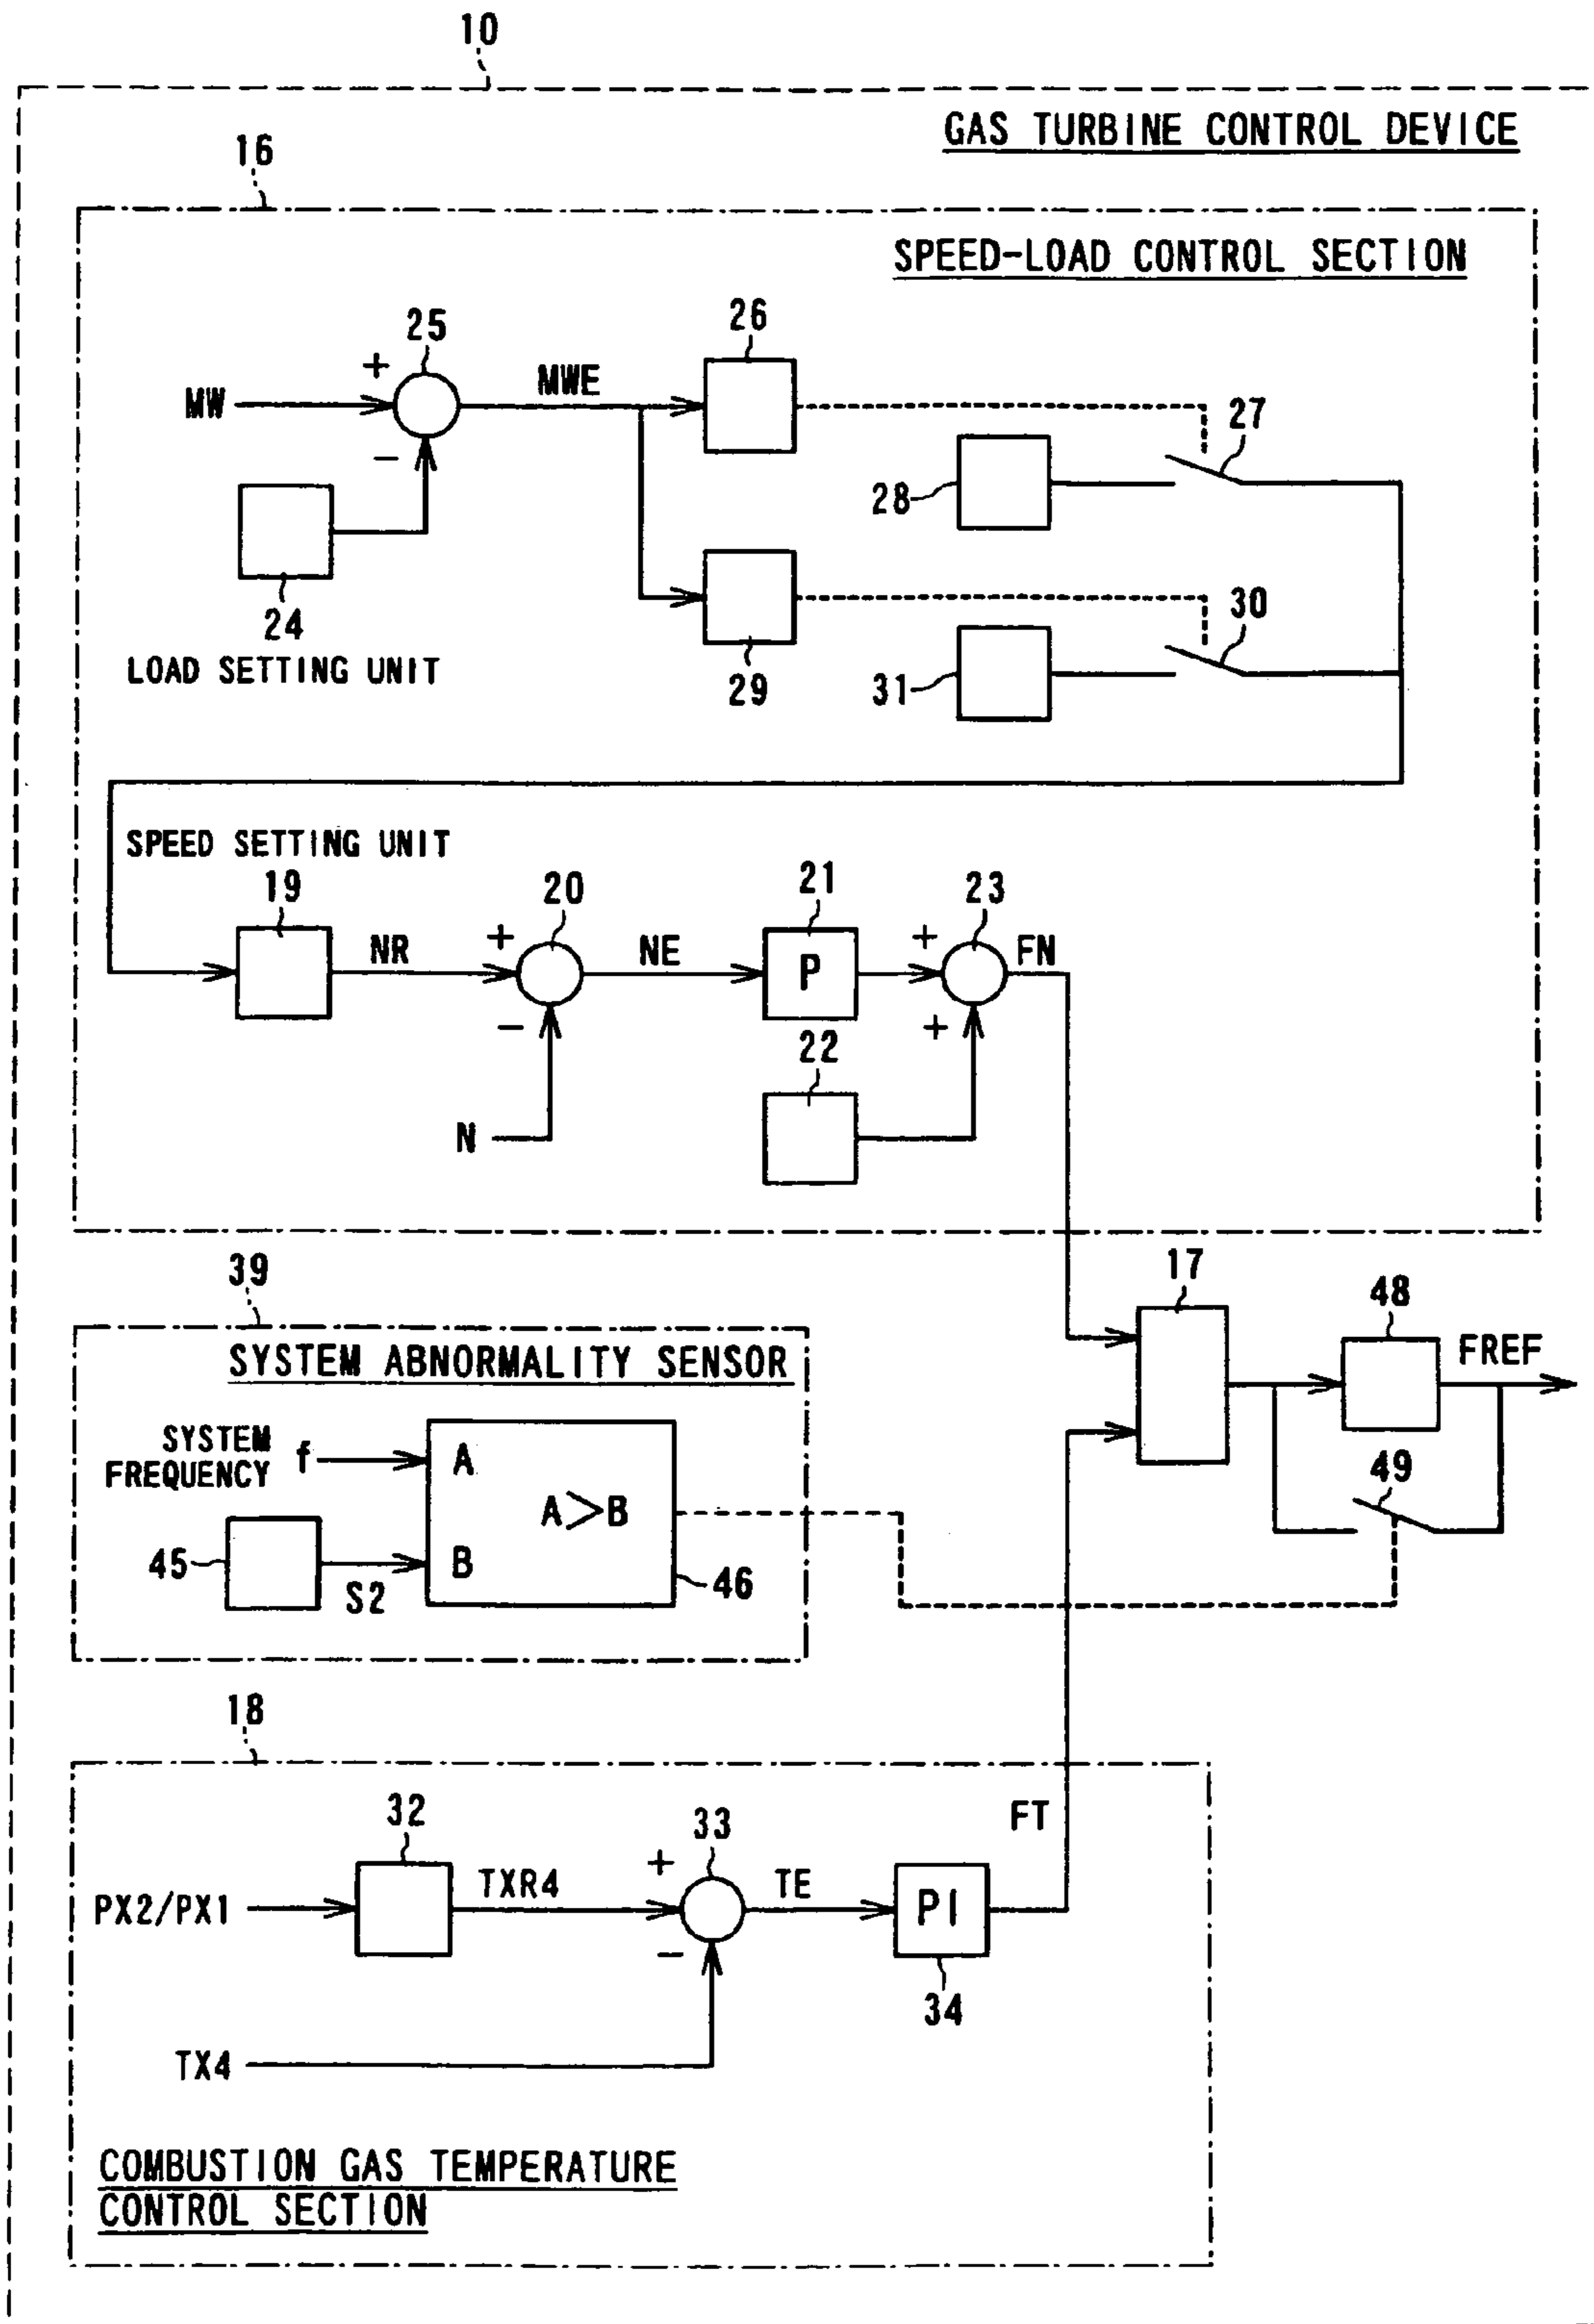 10
GAS TURBINE CONTROL DEVICE
16
SPEED-LOAD CONTROL SECTION
25
26
MW
+
−
MWE
27
28
24
LOAD SETTING UNIT
29
30
31
SPEED SETTING UNIT
19
NR
+
−
20
NE
21
P
+
+
23
FN
22
N
39
SYSTEM ABNORMALITY SENSOR
SYSTEM
FREQUENCY
f
A
A>B
B
45
S2
46
17
48
FREF
49
18
32
33
PX2/PX1
TXR4
+
−
TE
PI
34
FT
TX4
COMBUSTION GAS TEMPERATURE
CONTROL SECTION